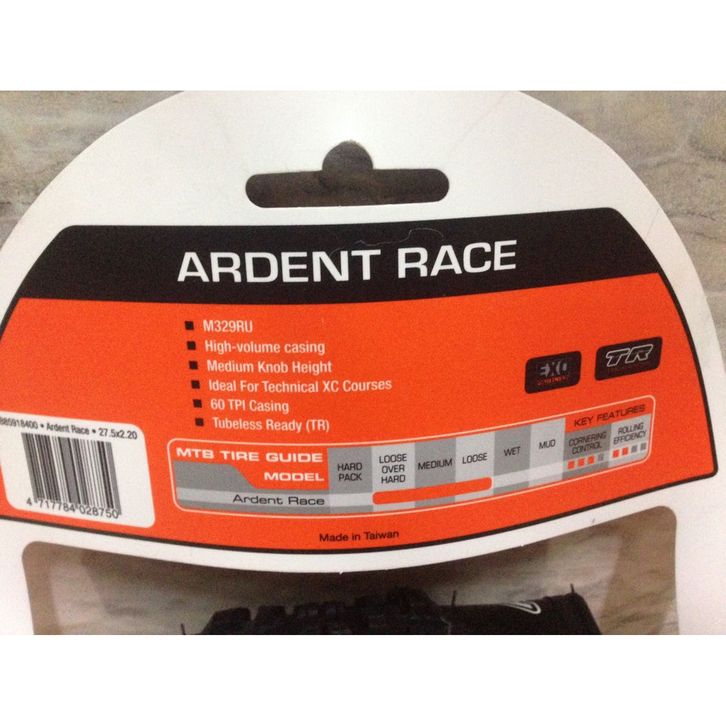 ARDENT RACE
M329RU
High-volume casing
Medium Knob Height
Ideal For Technical XC Courses
60 TPI Casing
Tubeless Ready (TR)
EXO
TR
885918400 • Ardent Race • 27.5x2.20
4 717784 028750
MTB TIRE GUIDE
MODEL
HARD PACK
LOOSE OVER HARD
MEDIUM
LOOSE
WET
MUD
KEY FEATURES
CORNERING CONTROL
ROLLING EFFICIENCY
Ardent Race
Made in Taiwan